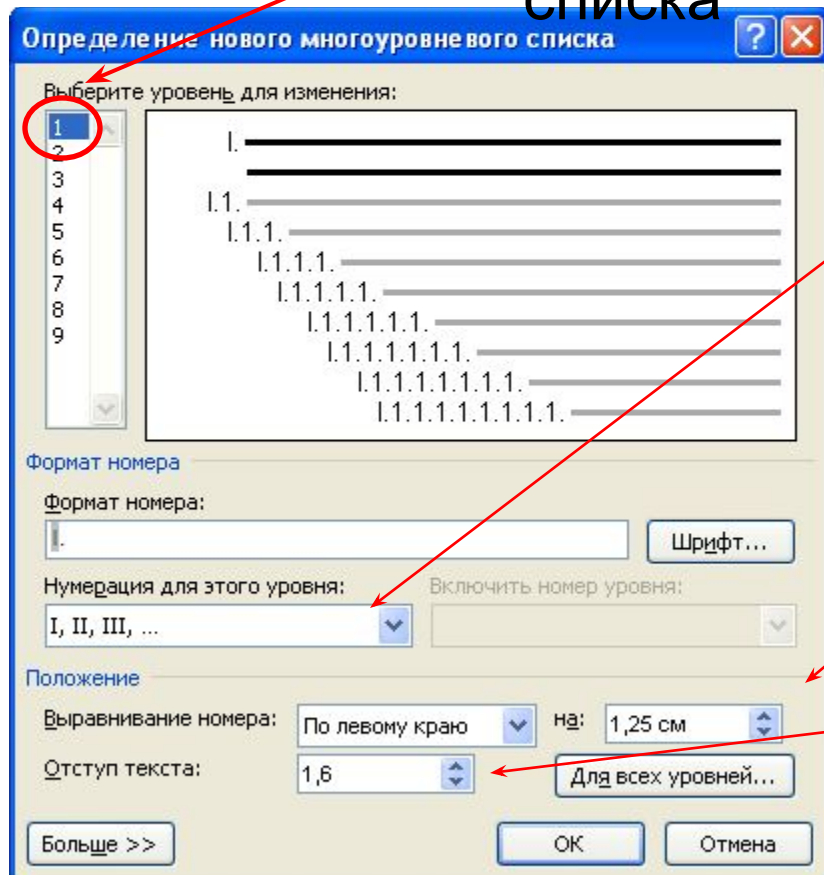 списка
Определение нового многоуровневого списка
Выберите уровень для изменения:
1
2
3
4
5
6
7
8
9
I.
I.1.
I.1.1.
I.1.1.1.
I.1.1.1.1.
I.1.1.1.1.1.
I.1.1.1.1.1.1.
I.1.1.1.1.1.1.1.
I.1.1.1.1.1.1.1.1.
Формат номера
Формат номера:
I.
Шрифт...
Нумерация для этого уровня: Включить номер уровня:
I, II, III, ...
Положение
Выравнивание номера: По левому краю на: 1,25 см
Отступ текста: 1,6 Для всех уровней...
Больше >> ОК Отмена